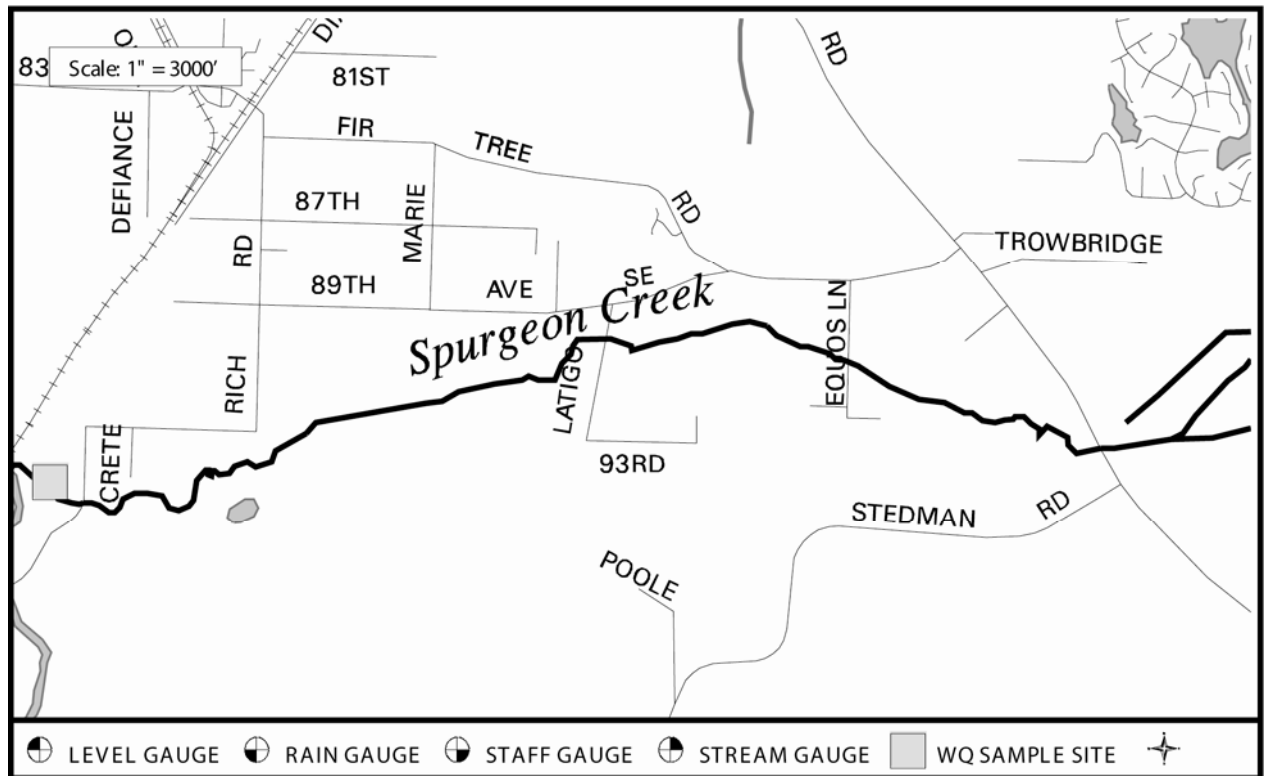 DI
RD
83
Scale: 1" = 3000'
81ST
DEFIANCE
FIR
TREE
RD
87TH
MARIE
RD
TROWBRIDGE
89TH
AVE
SE
Spurgeon Creek
EQUOS LN
LATIGO
RICH
CRETE
93RD
STEDMAN
RD
POOLE
LEVEL GAUGE
RAIN GAUGE
STAFF GAUGE
STREAM GAUGE
WQ SAMPLE SITE